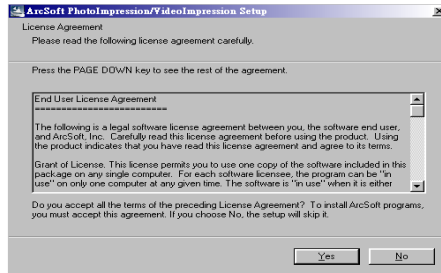 ArcSoft PhotoImpression/VideoImpression Setup
License Agreement
Please read the following license agreement carefully.
Press the PAGE DOWN key to see the rest of the agreement.
End User License Agreement
==========================
The following is a legal software license agreement between you, the software end user,
and ArcSoft, Inc. Carefully read this license agreement before using the product. Using
the product indicates that you have read this license agreement and agree to its terms.
Grant of License. This license permits you to use one copy of the software included in this
package on any single computer. For each software licensee, the program can be "in
use" on only one computer at any given time. The software is "in use" when it is either
Do you accept all the terms of the preceding License Agreement? To install ArcSoft programs,
you must accept this agreement. If you choose No, the setup will skip it.
Yes
No